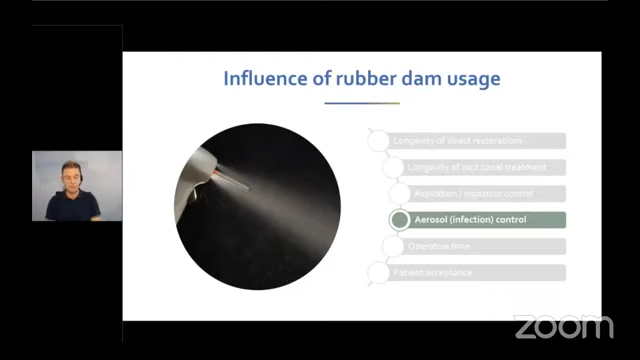 Influence of rubber dam usage
Longevity of direct restorations
Longevity of root canal treatment
Aspiration / ingestion control
Aerosol (infection) control
Operative time
Patient acceptance
zoom